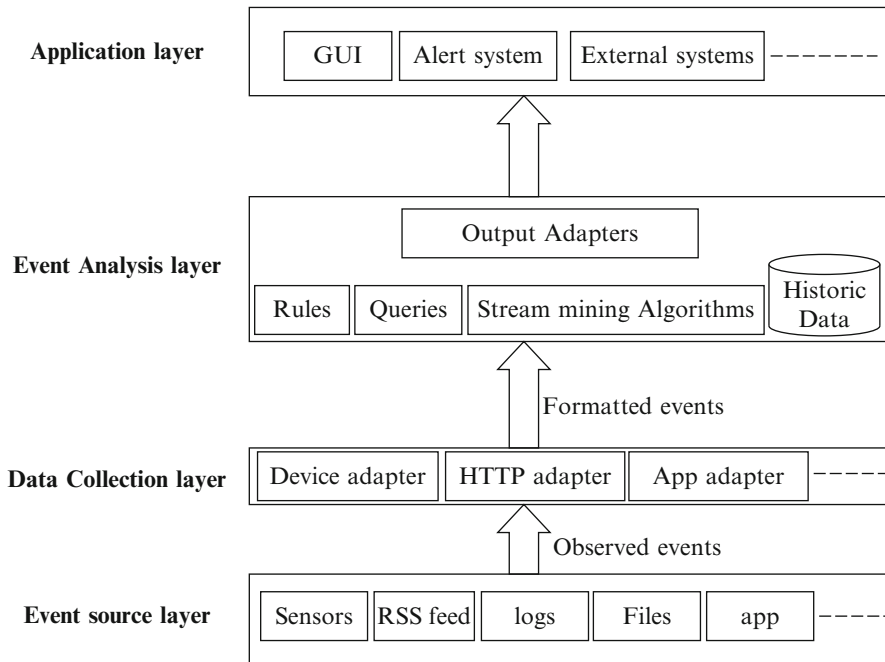 Application layer
GUI
Alert system
External systems
Event Analysis layer
Output Adapters
Rules
Queries
Stream mining Algorithms
Historic
Data
Formatted events
Data Collection layer
Device adapter
HTTP adapter
App adapter
Observed events
Event source layer
Sensors
RSS feed
logs
Files
app